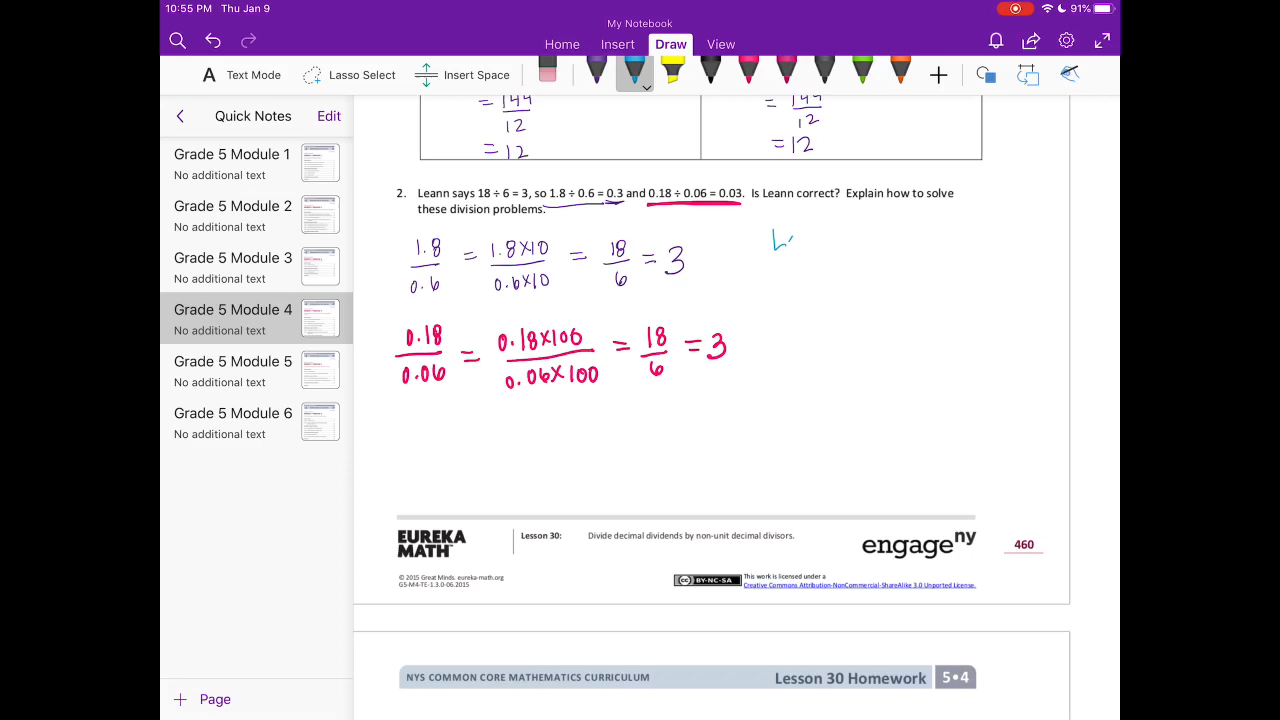 10:55 PM Thu Jan 9
91%
My Notebook
Home Insert Draw View
A Text Mode Lasso Select Insert Space
Quick Notes Edit
Grade 5 Module 1
No additional text
Grade 5 Module 2
No additional text
Grade 5 Module 3
No additional text
Grade 5 Module 4
No additional text
Grade 5 Module 5
No additional text
Grade 5 Module 6
No additional text
+ Page
= 144/12
= 12
= 144/12
= 12
2. Leann says 18 ÷ 6 = 3, so 1.8 ÷ 0.6 = 0.3 and 0.18 ÷ 0.06 = 0.03. Is Leann correct? Explain how to solve
these division problems.
1.8/0.6 = 1.8×10/0.6×10 = 18/6 = 3
0.18/0.06 = 0.18×100/0.06×100 = 18/6 = 3
EUREKA
MATH™
Lesson 30: Divide decimal dividends by non-unit decimal divisors.
engageny
460
© 2015 Great Minds. eureka-math.org
G5-M4-TE-1.3.0-06.2015
cc BY-NC-SA
This work is licensed under a
Creative Commons Attribution-NonCommercial-ShareAlike 3.0 Unported License.
NYS COMMON CORE MATHEMATICS CURRICULUM
Lesson 30 Homework 5•4